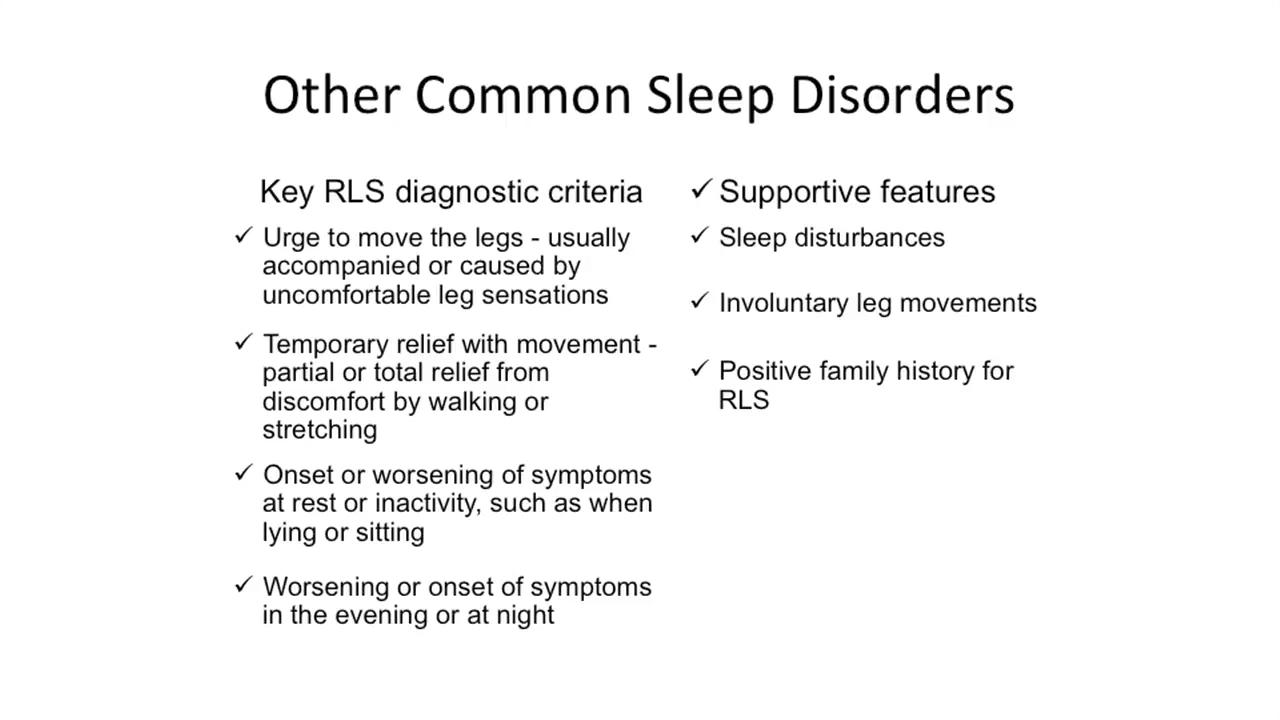 Other Common Sleep Disorders
Key RLS diagnostic criteria
✓ Urge to move the legs - usually
accompanied or caused by
uncomfortable leg sensations
✓ Temporary relief with movement -
partial or total relief from
discomfort by walking or
stretching
✓ Onset or worsening of symptoms
at rest or inactivity, such as when
lying or sitting
✓ Worsening or onset of symptoms
in the evening or at night
✓ Supportive features
✓ Sleep disturbances
✓ Involuntary leg movements
✓ Positive family history for
RLS